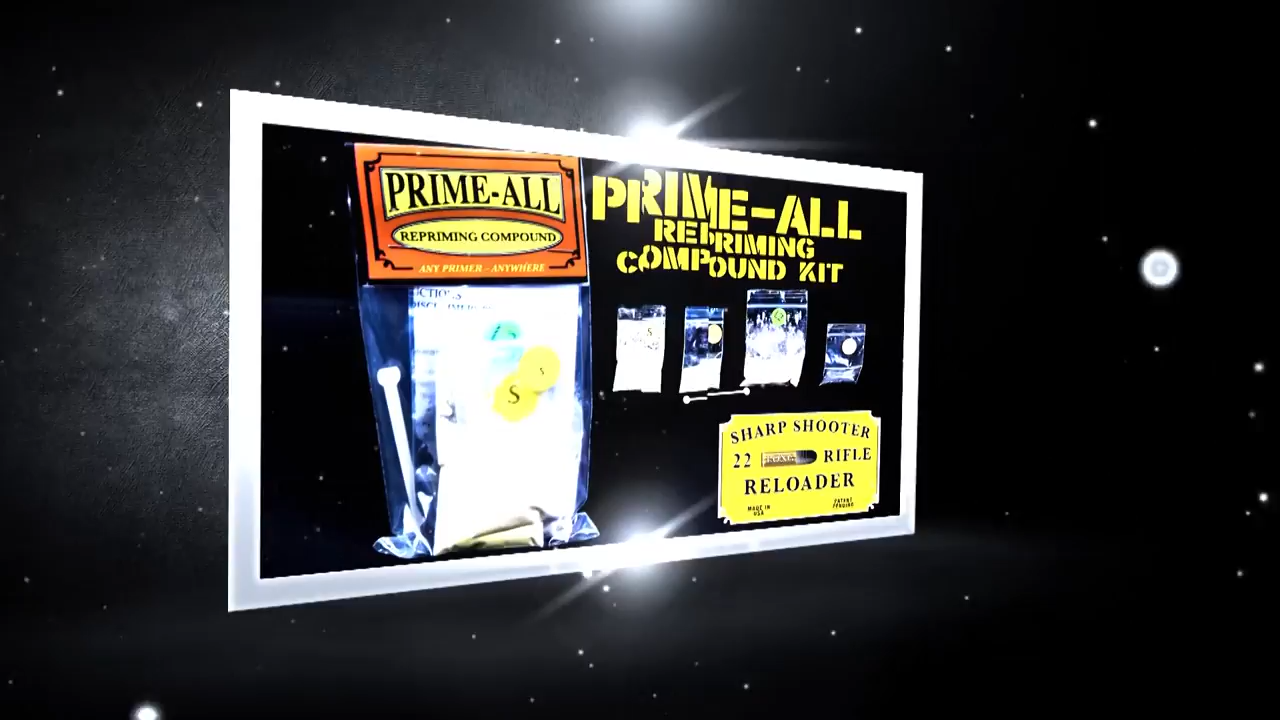 PRIME-ALL
REPRIMING COMPOUND
ANY PRIMER - ANYWHERE
S
S
PRIME-ALL
REPRIMING
COMPOUND KIT
S
SHARP SHOOTER
22 RIFLE
RELOADER
MADE IN
USA
PATENT
PENDING